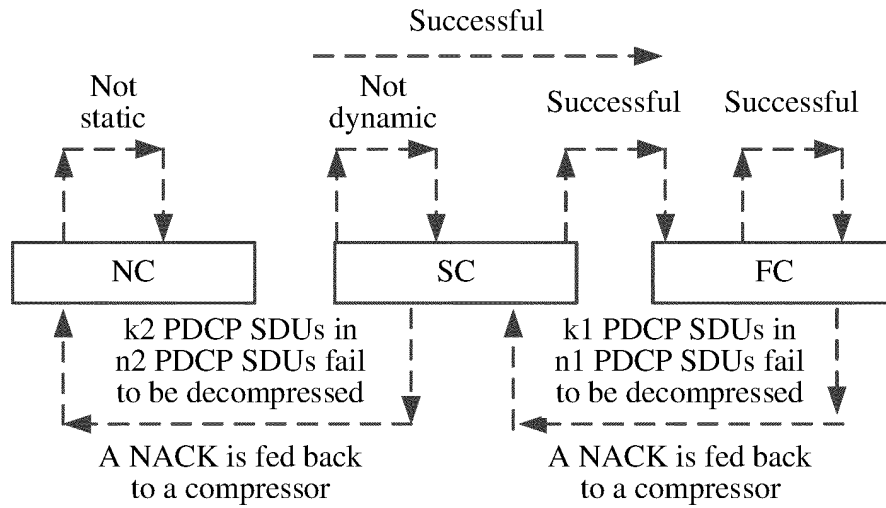 Successful
Not
static
Not
dynamic
Successful
Successful
NC
SC
FC
k2 PDCP SDUs in
n2 PDCP SDUs fail
to be decompressed
k1 PDCP SDUs in
n1 PDCP SDUs fail
to be decompressed
A NACK is fed back
to a compressor
A NACK is fed back
to a compressor